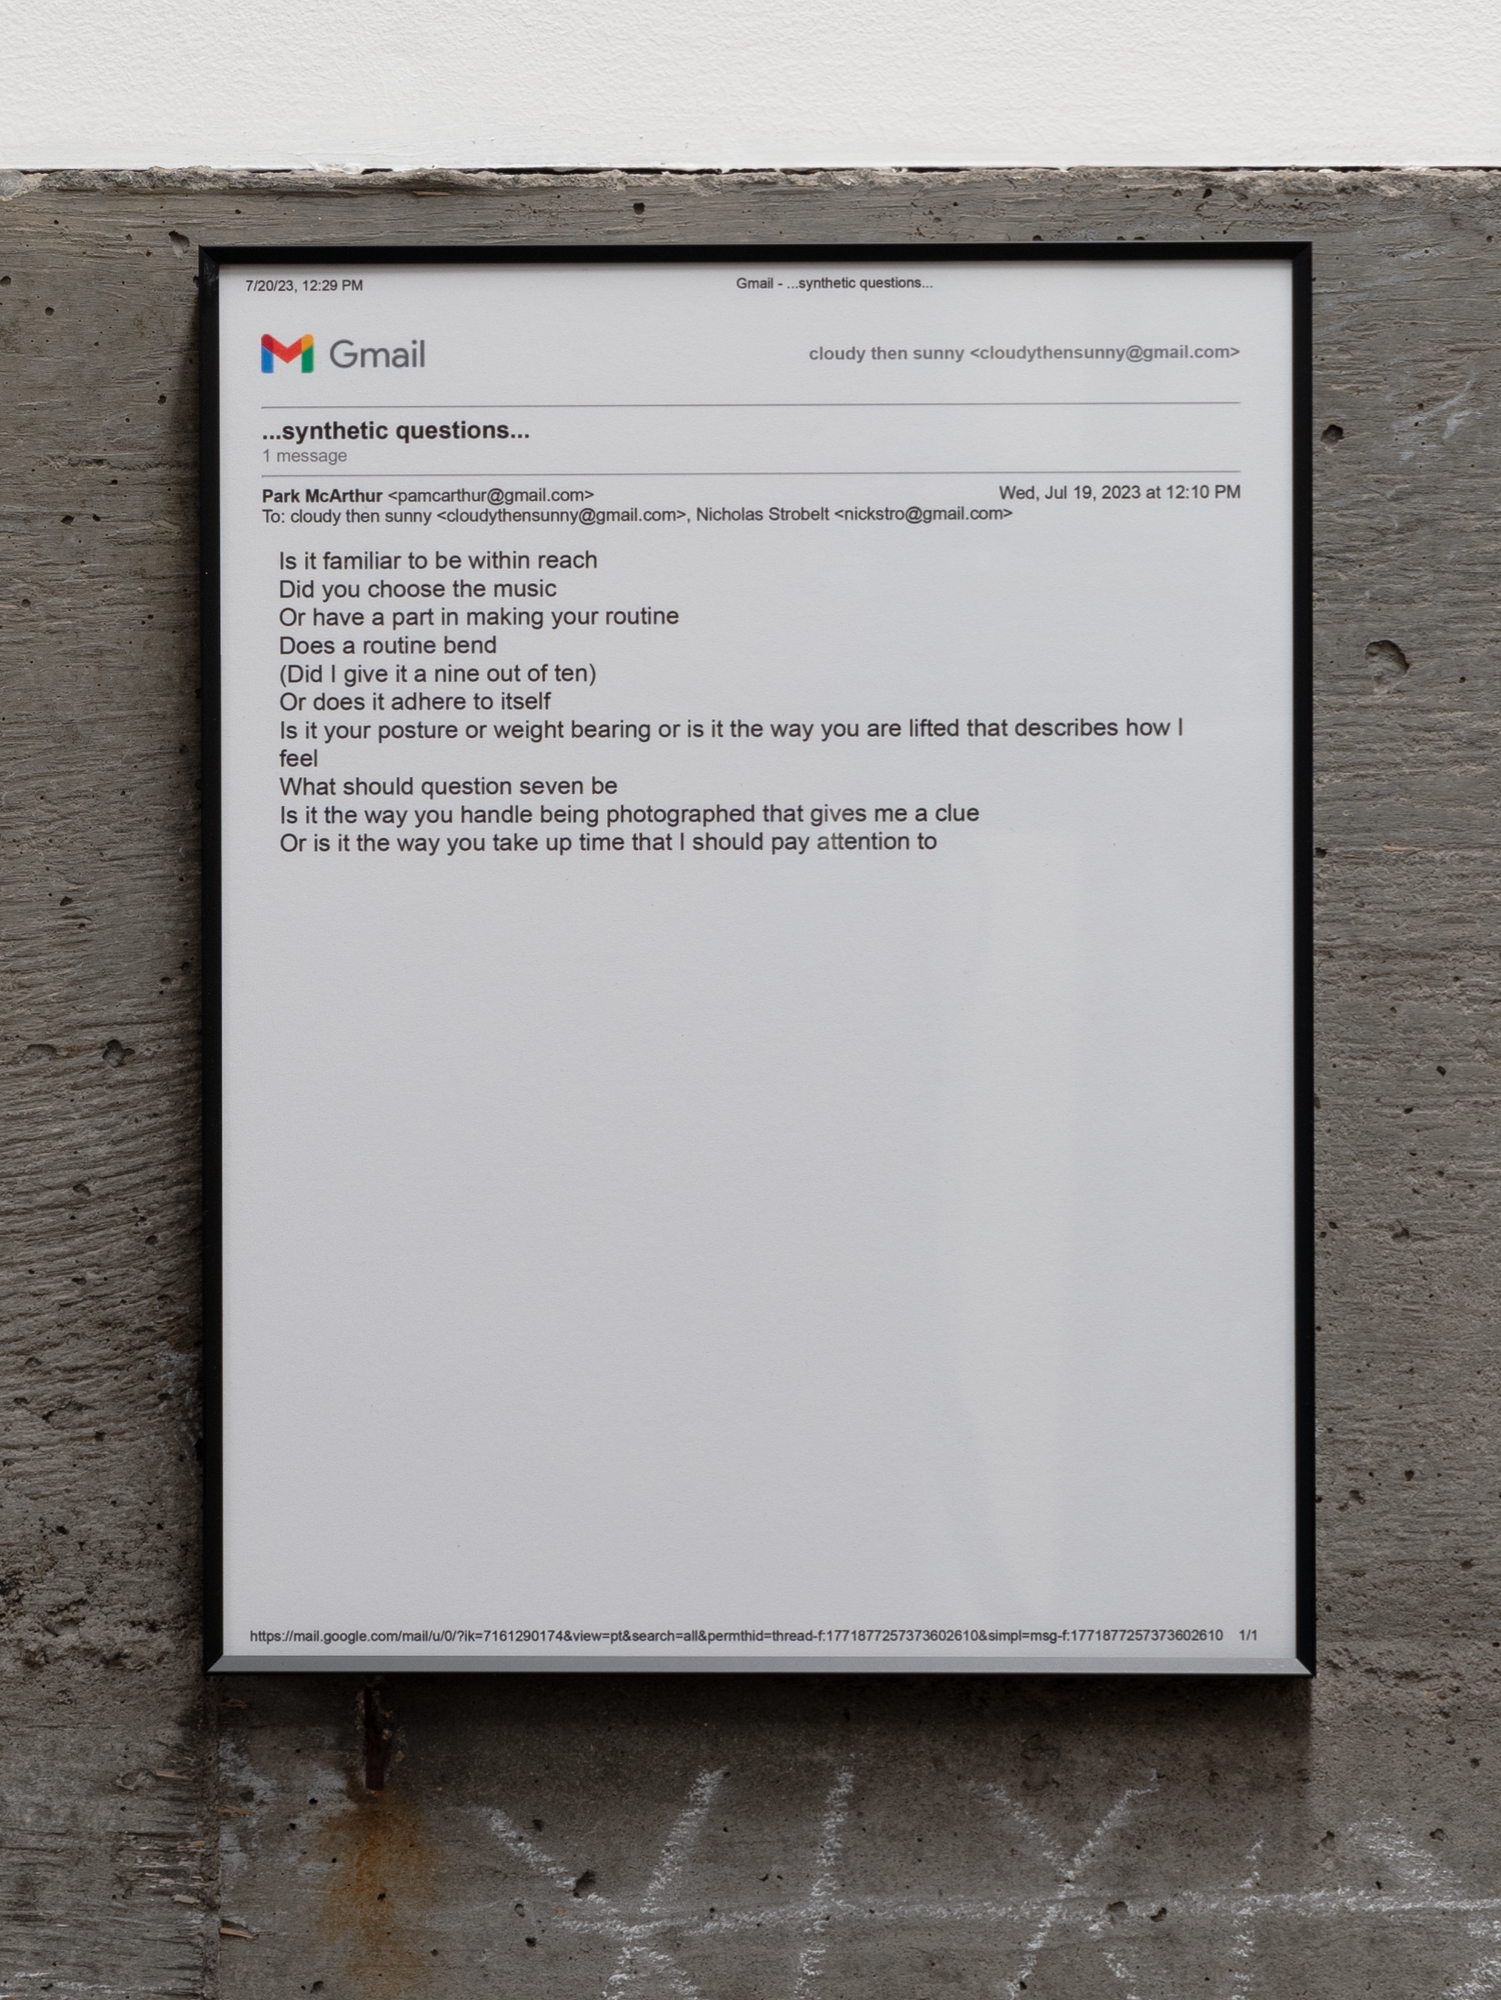 7/20/23, 12:29 PM
Gmail - ...synthetic questions...
Gmail
cloudy then sunny <cloudythensunny@gmail.com>
...synthetic questions...
1 message
Park McArthur <pamcarthur@gmail.com>
Wed, Jul 19, 2023 at 12:10 PM
To: cloudy then sunny <cloudythensunny@gmail.com>, Nicholas Strobelt <nickstro@gmail.com>
Is it familiar to be within reach
Did you choose the music
Or have a part in making your routine
Does a routine bend
(Did I give it a nine out of ten)
Or does it adhere to itself
Is it your posture or weight bearing or is it the way you are lifted that describes how I
feel
What should question seven be
Is it the way you handle being photographed that gives me a clue
Or is it the way you take up time that I should pay attention to
https://mail.google.com/mail/u/0/?ik=7161290174&view=pt&search=all&permthid=thread-f:1771877257373602610&simpl=msg-f:1771877257373602610 1/1